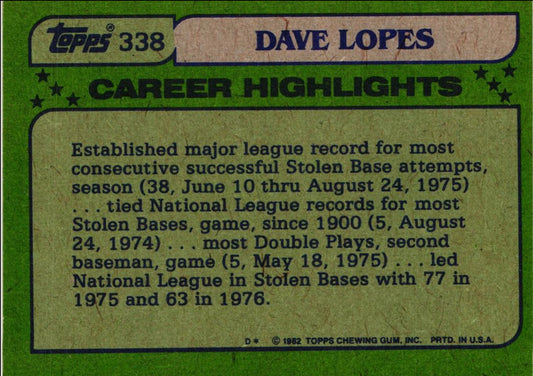 topps® 338
DAVE LOPES
CAREER HIGHLIGHTS
Established major league record for most
consecutive successful Stolen Base attempts,
season (38, June 10 thru August 24, 1975)
. . . tied National League records for most
Stolen Bases, game, since 1900 (5, August
24, 1974) . . . most Double Plays, second
baseman, game (5, May 18, 1975) . . . led
National League in Stolen Bases with 77 in
1975 and 63 in 1976.
D* © 1982 TOPPS CHEWING GUM, INC. PRTD. IN U.S.A.